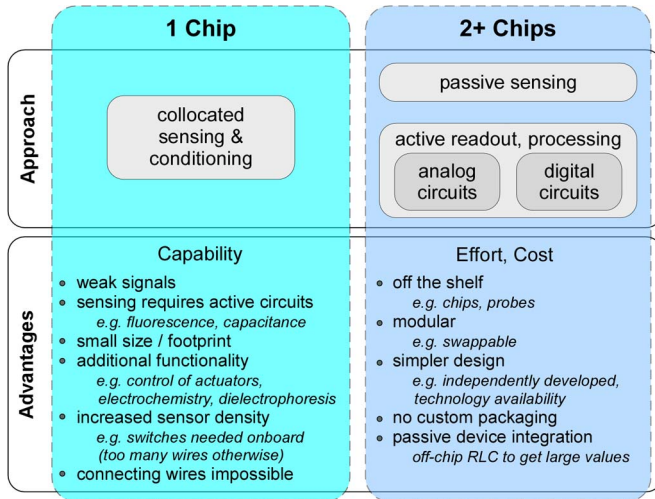 1 Chip
2+ Chips
Approach
collocated
sensing &
conditioning
passive sensing
active readout, processing
analog
circuits
digital
circuits
Advantages
Capability
• weak signals
• sensing requires active circuits
e.g. fluorescence, capacitance
• small size / footprint
• additional functionality
e.g. control of actuators,
electrochemistry, dielectrophoresis
• increased sensor density
e.g. switches needed onboard
(too many wires otherwise)
• connecting wires impossible
Effort, Cost
• off the shelf
e.g. chips, probes
• modular
e.g. swappable
• simpler design
e.g. independently developed,
technology availability
• no custom packaging
• passive device integration
off-chip RLC to get large values